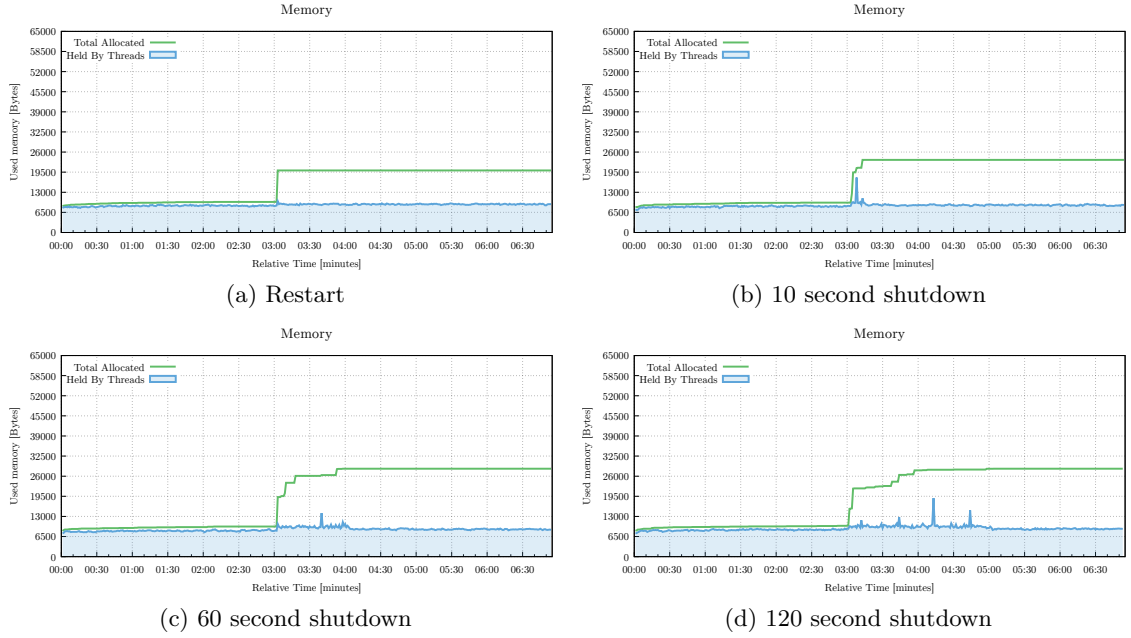 Memory
Used memory [Bytes]
65000
58500
52000
45500
39000
32500
26000
19500
13000
6500
0
Total Allocated
Held By Threads
00:00 00:30 01:00 01:30 02:00 02:30 03:00 03:30 04:00 04:30 05:00 05:30 06:00 06:30
Relative Time [minutes]
(a) Restart
Memory
Used memory [Bytes]
65000
58500
52000
45500
39000
32500
26000
19500
13000
6500
0
Total Allocated
Held By Threads
00:00 00:30 01:00 01:30 02:00 02:30 03:00 03:30 04:00 04:30 05:00 05:30 06:00 06:30
Relative Time [minutes]
(b) 10 second shutdown
Memory
Used memory [Bytes]
65000
58500
52000
45500
39000
32500
26000
19500
13000
6500
0
Total Allocated
Held By Threads
00:00 00:30 01:00 01:30 02:00 02:30 03:00 03:30 04:00 04:30 05:00 05:30 06:00 06:30
Relative Time [minutes]
(c) 60 second shutdown
Memory
Used memory [Bytes]
65000
58500
52000
45500
39000
32500
26000
19500
13000
6500
0
Total Allocated
Held By Threads
00:00 00:30 01:00 01:30 02:00 02:30 03:00 03:30 04:00 04:30 05:00 05:30 06:00 06:30
Relative Time [minutes]
(d) 120 second shutdown